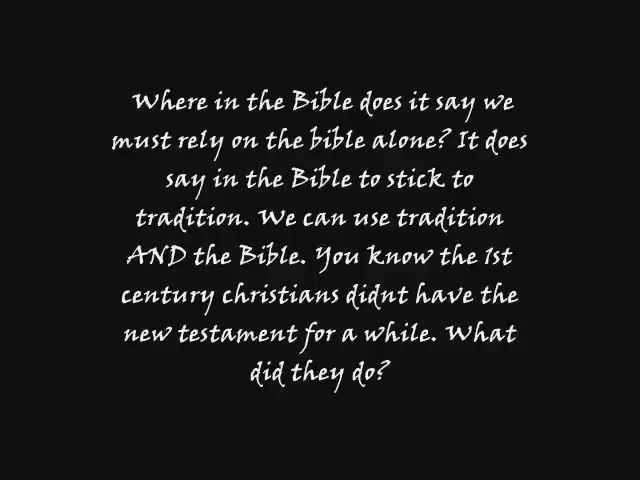 Where in the Bible does it say we
must rely on the bible alone? It does
say in the Bible to stick to
tradition. We can use tradition
AND the Bible. You know the 1st
century christians didnt have the
new testament for a while. What
did they do?